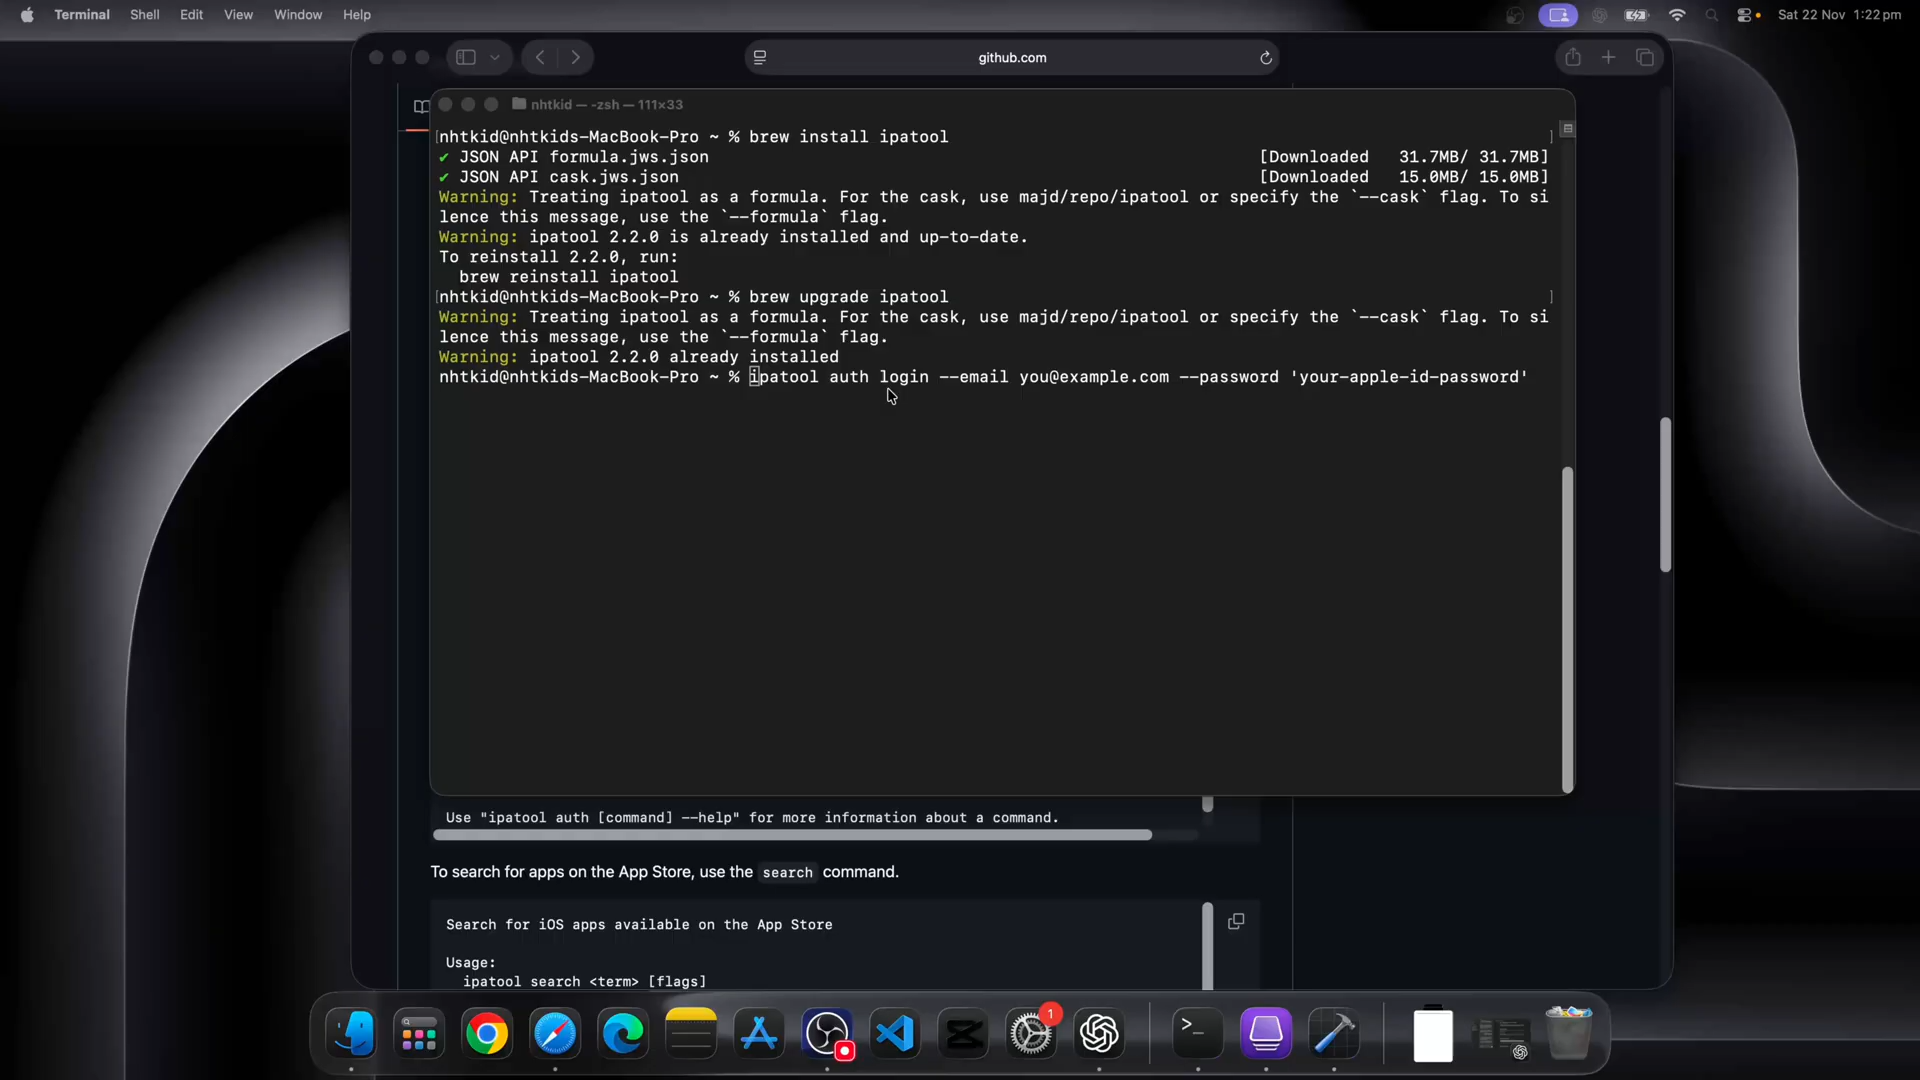 Terminal Shell Edit View Window Help
Sat 22 Nov 1:22 pm
github.com
nhtkid — -zsh — 111×33
[nhtkid@nhtkids-MacBook-Pro ~ % brew install ipatool ]
✔ JSON API formula.jws.json [Downloaded 31.7MB/ 31.7MB]
✔ JSON API cask.jws.json [Downloaded 15.0MB/ 15.0MB]
Warning: Treating ipatool as a formula. For the cask, use majd/repo/ipatool or specify the `--cask` flag. To si
lence this message, use the `--formula` flag.
Warning: ipatool 2.2.0 is already installed and up-to-date.
To reinstall 2.2.0, run:
brew reinstall ipatool
[nhtkid@nhtkids-MacBook-Pro ~ % brew upgrade ipatool ]
Warning: Treating ipatool as a formula. For the cask, use majd/repo/ipatool or specify the `--cask` flag. To si
lence this message, use the `--formula` flag.
Warning: ipatool 2.2.0 already installed
nhtkid@nhtkids-MacBook-Pro ~ % ipatool auth login --email you@example.com --password 'your-apple-id-password'
Use "ipatool auth [command] --help" for more information about a command.
To search for apps on the App Store, use the search command.
Search for iOS apps available on the App Store
Usage:
ipatool search <term> [flags]
1